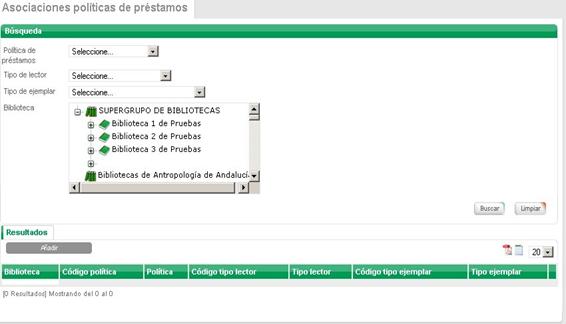 Asociaciones políticas de préstamos
Búsqueda
Política de préstamos Seleccione...
Tipo de lector Seleccione...
Tipo de ejemplar Seleccione...
Biblioteca
SUPERGRUPO DE BIBLIOTECAS
Biblioteca 1 de Pruebas
Biblioteca 2 de Pruebas
Biblioteca 3 de Pruebas
Bibliotecas de Antropología de Andalucí
Buscar Limpiar
Resultados
Añadir 20
Biblioteca Código política Política Código tipo lector Tipo lector Código tipo ejemplar Tipo ejemplar
[0 Resultados] Mostrando del 0 al 0